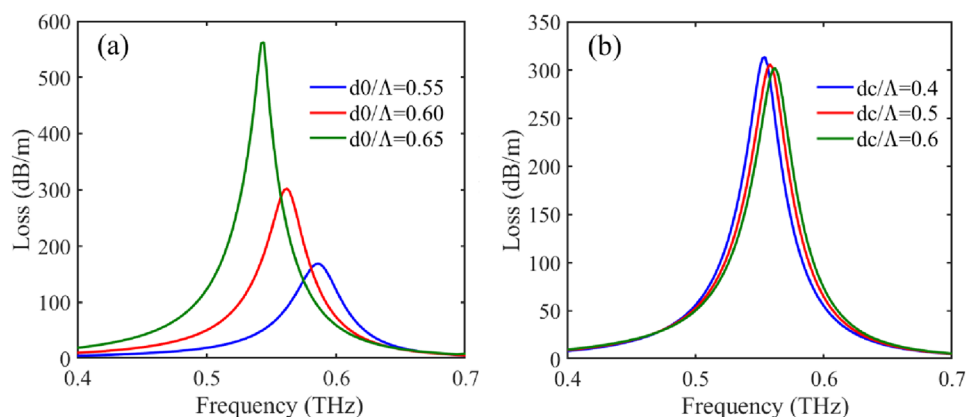 (a)
600
500
400
300
200
100
0
Loss (dB/m)
d0/Λ=0.55
d0/Λ=0.60
d0/Λ=0.65
0.4 0.5 0.6 0.7
Frequency (THz)
(b)
350
300
250
200
150
100
50
0
Loss (dB/m)
dc/Λ=0.4
dc/Λ=0.5
dc/Λ=0.6
0.4 0.5 0.6 0.7
Frequency (THz)